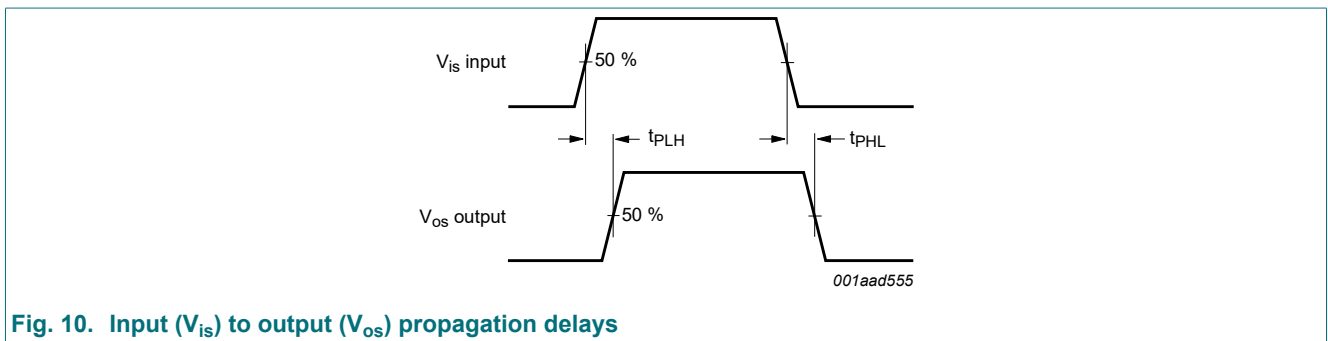 V_is input
50 %
t_PLH
t_PHL
V_os output
50 %
001aad555
Fig. 10. Input (V_is) to output (V_os) propagation delays